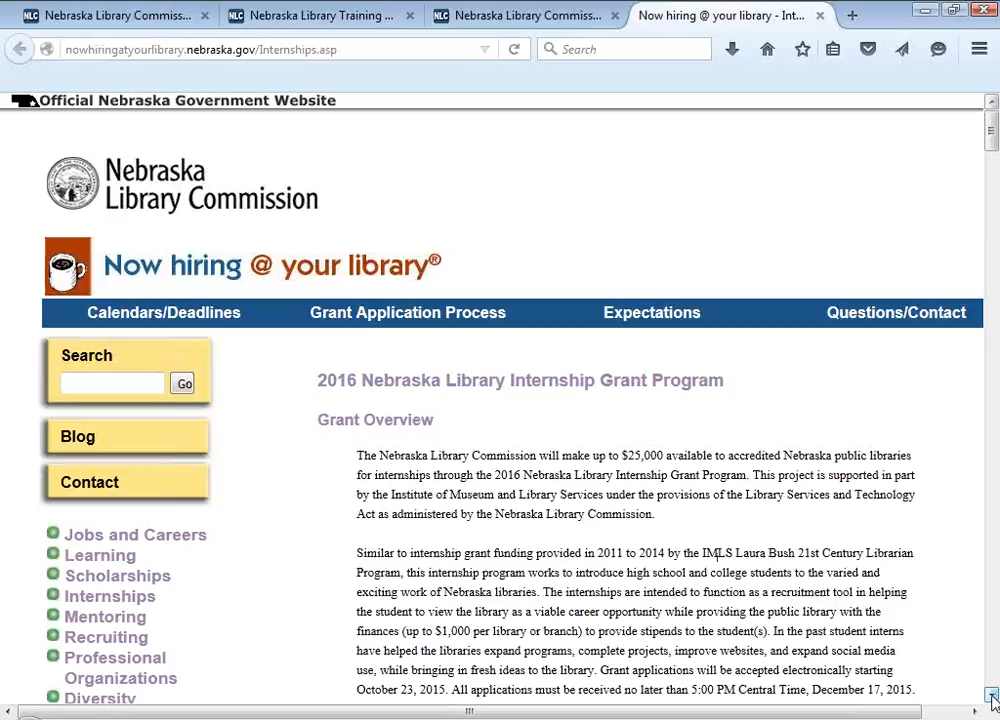 Nebraska Library Commiss...
Nebraska Library Training ...
Nebraska Library Commiss...
Now hiring @ your library - Int...
nowhiringatyourlibrary.nebraska.gov/Internships.asp
Search
Official Nebraska Government Website
Nebraska
Library Commission
Now hiring @ your library®
Calendars/Deadlines Grant Application Process Expectations Questions/Contact
Search
Go
Blog
Contact
Jobs and Careers
Learning
Scholarships
Internships
Mentoring
Recruiting
Professional
Organizations
Diversity
2016 Nebraska Library Internship Grant Program
Grant Overview
The Nebraska Library Commission will make up to $25,000 available to accredited Nebraska public libraries
for internships through the 2016 Nebraska Library Internship Grant Program. This project is supported in part
by the Institute of Museum and Library Services under the provisions of the Library Services and Technology
Act as administered by the Nebraska Library Commission.
Similar to internship grant funding provided in 2011 to 2014 by the IMLS Laura Bush 21st Century Librarian
Program, this internship program works to introduce high school and college students to the varied and
exciting work of Nebraska libraries. The internships are intended to function as a recruitment tool in helping
the student to view the library as a viable career opportunity while providing the public library with the
finances (up to $1,000 per library or branch) to provide stipends to the student(s). In the past student interns
have helped the libraries expand programs, complete projects, improve websites, and expand social media
use, while bringing in fresh ideas to the library. Grant applications will be accepted electronically starting
October 23, 2015. All applications must be received no later than 5:00 PM Central Time, December 17, 2015.